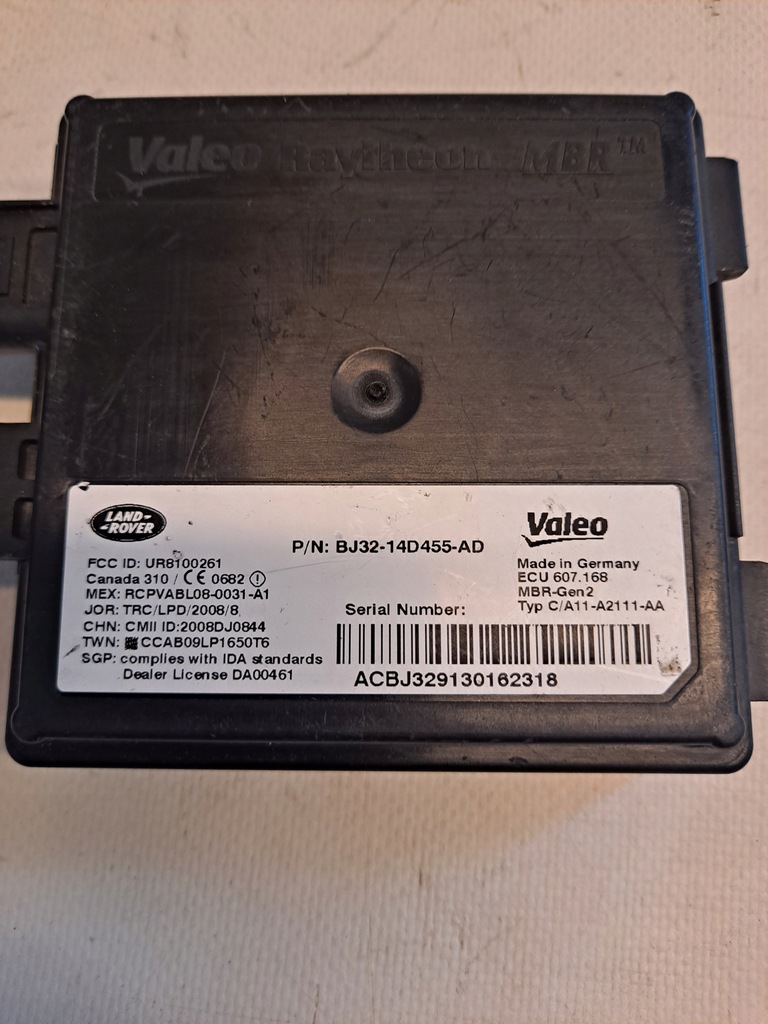 Valeo Raytheon MBR™
LAND-
-ROVER
P/N: BJ32-14D455-AD
Valeo
FCC ID: UR8100261
Canada 310 / CE 0682
MEX: RCPVABL08-0031-A1
JOR: TRC/LPD/2008/8
CHN: CMII ID:2008DJ0844
TWN: CCAB09LP1650T6
SGP: complies with IDA standards
Dealer License DA00461
Made in Germany
ECU 607.168
MBR-Gen2
Typ C/A11-A2111-AA
Serial Number:
ACBJ329130162318